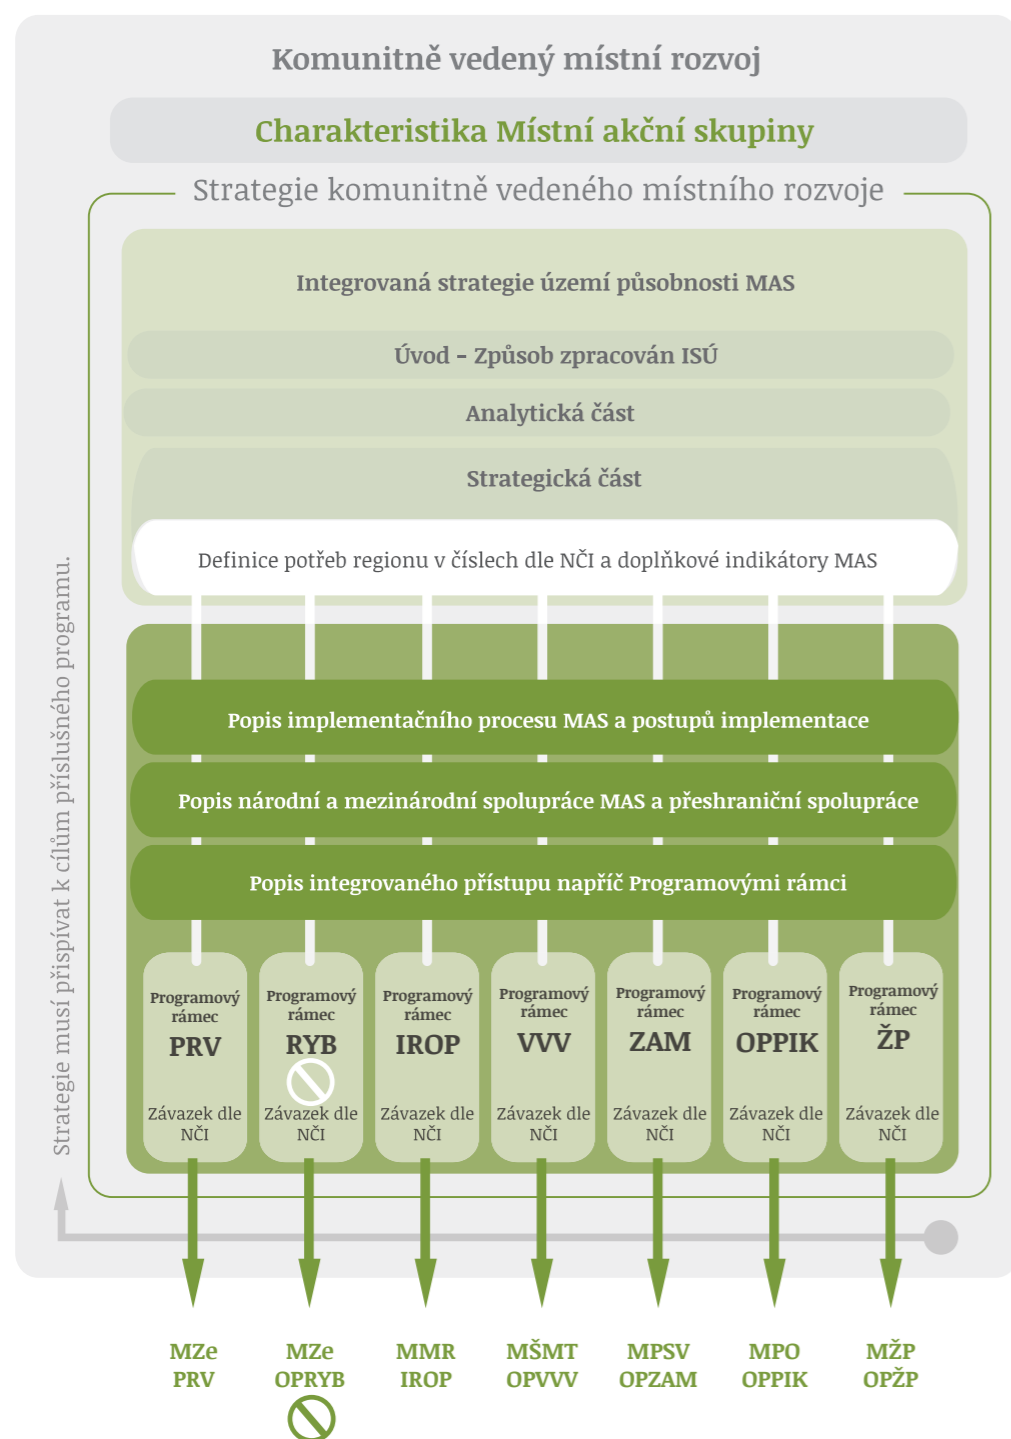 Komunitně vedený místní rozvoj
Charakteristika Místní akční skupiny
Strategie komunitně vedeného místního rozvoje
Integrovaná strategie území působnosti MAS
Úvod - Způsob zpracován ISÚ
Analytická část
Strategická část
Definice potřeb regionu v číslech dle NČI a doplňkové indikátory MAS
Popis implementačního procesu MAS a postupů implementace
Popis národní a mezinárodní spolupráce MAS a přeshraniční spolupráce
Popis integrovaného přístupu napříč Programovými rámci
Programový
rámec
PRV
Závazek dle
NČI
Programový
rámec
RYB
Závazek dle
NČI
Programový
rámec
IROP
Závazek dle
NČI
Programový
rámec
VVV
Závazek dle
NČI
Programový
rámec
ZAM
Závazek dle
NČI
Programový
rámec
OPPIK
Závazek dle
NČI
Programový
rámec
ŽP
Závazek dle
NČI
Strategie musí přispívat k cílům příslušného programu.
MZe
PRV
MZe
OPRYB
MMR
IROP
MŠMT
OPVVV
MPSV
OPZAM
MPO
OPPIK
MŽP
OPŽP